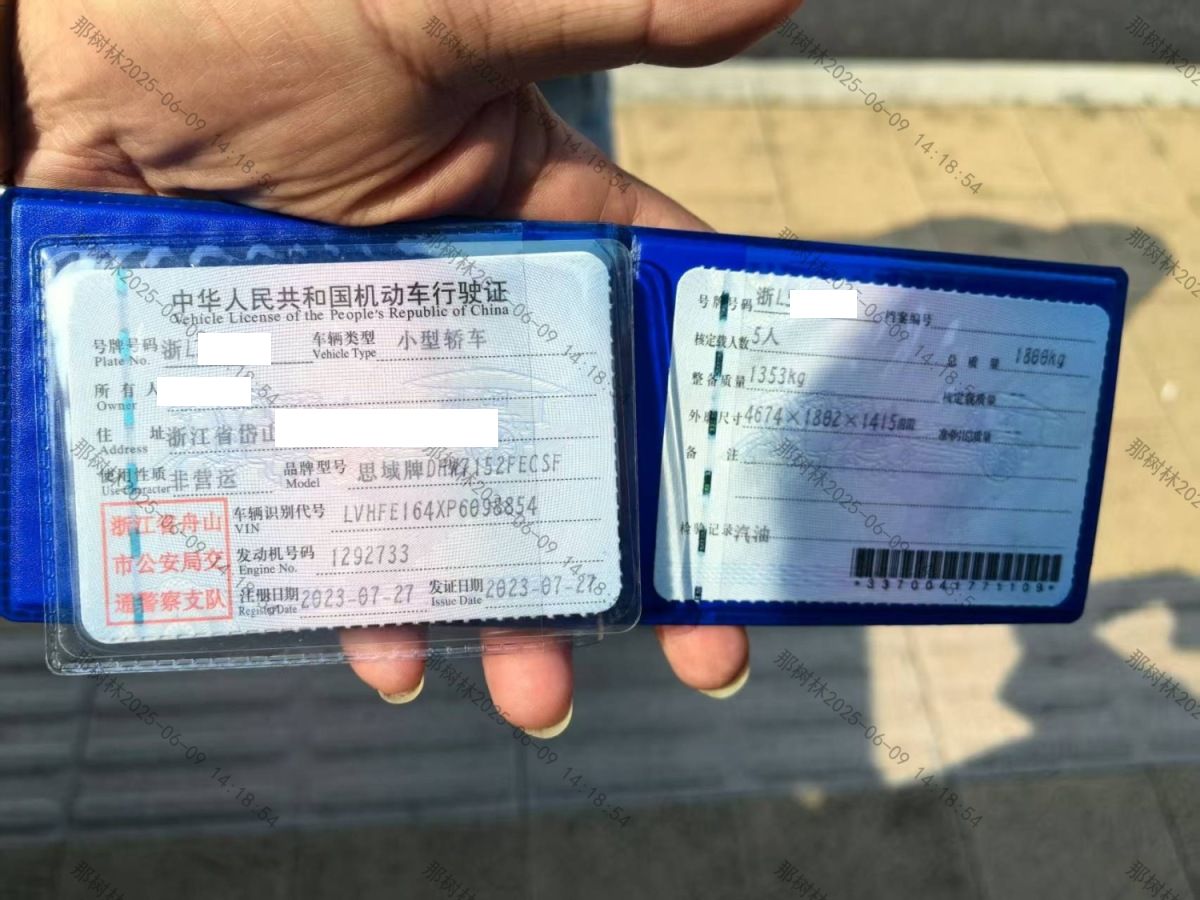 中华人民共和国机动车行驶证
Vehicle License of the People's Republic of China
号牌号码 浙L 车辆类型 小型轿车
Plate No. Vehicle Type
所有人
Owner
住址 浙江省岱山
Address
使用性质 非营运 品牌型号 思域牌DHW7152FECSF
Use Character Model
浙江省舟山
市公安局交
通警察支队
车辆识别代号 LVHFE164XP6098854
VIN
发动机号码 1292733
Engine No.
注册日期 2023-07-27 发证日期 2023-07-27
Register Date Issue Date
号牌号码 浙L 档案编号
核定载人数 5人 总质量 1800kg
整备质量 1353kg 核定载质量 --
外廓尺寸 4674×1802×1415mm 准牵引总质量 --
备注
检验记录 汽油
*3370041771109*
那树林2025-06-09 14:18:54